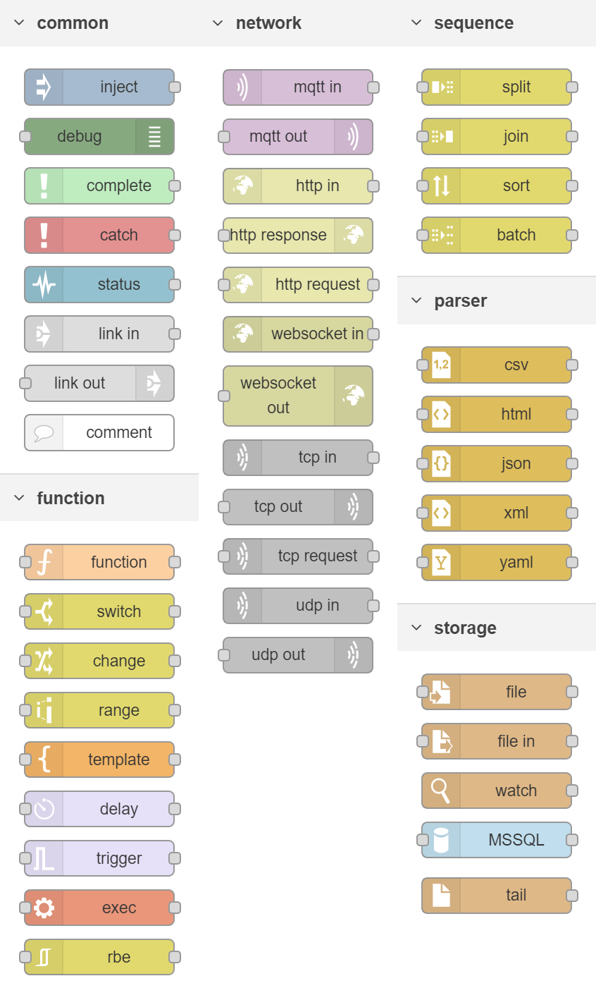 common
inject
debug
complete
catch
status
link in
link out
comment
function
function
switch
change
range
template
delay
trigger
exec
rbe
network
mqtt in
mqtt out
http in
http response
http request
websocket in
websocket
out
tcp in
tcp out
tcp request
udp in
udp out
sequence
split
join
sort
batch
parser
1,2 csv
html
json
xml
yaml
storage
file
file in
watch
MSSQL
tail